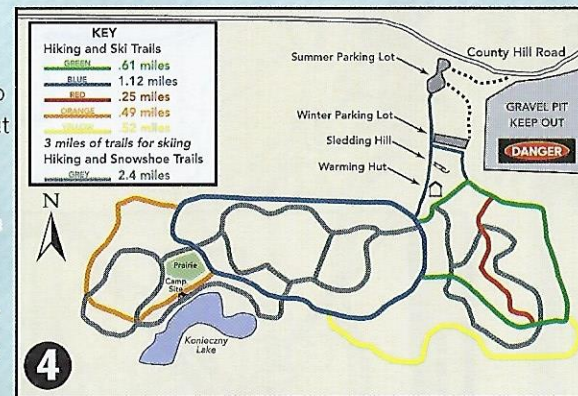 KEY
Hiking and Ski Trails
GREEN .61 miles
BLUE 1.12 miles
RED .25 miles
ORANGE .49 miles
YELLOW .52 miles
3 miles of trails for skiing
Hiking and Snowshoe Trails
GREY 2.4 miles
N
Summer Parking Lot
County Hill Road
GRAVEL PIT
KEEP OUT
DANGER
Winter Parking Lot
Sledding Hill
Warming Hut
Prairie
Camp
Site
Konieczny
Lake
4